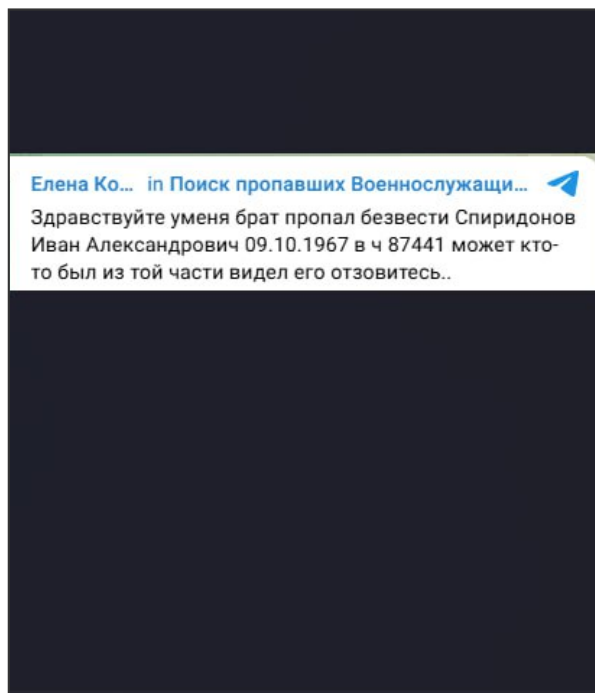 Елена Ко... in Поиск пропавших Военнослужащи...
Здравствуйте уменя брат пропал безвести Спиридонов
Иван Александрович 09.10.1967 в ч 87441 может кто-
то был из той части видел его отзовитесь..